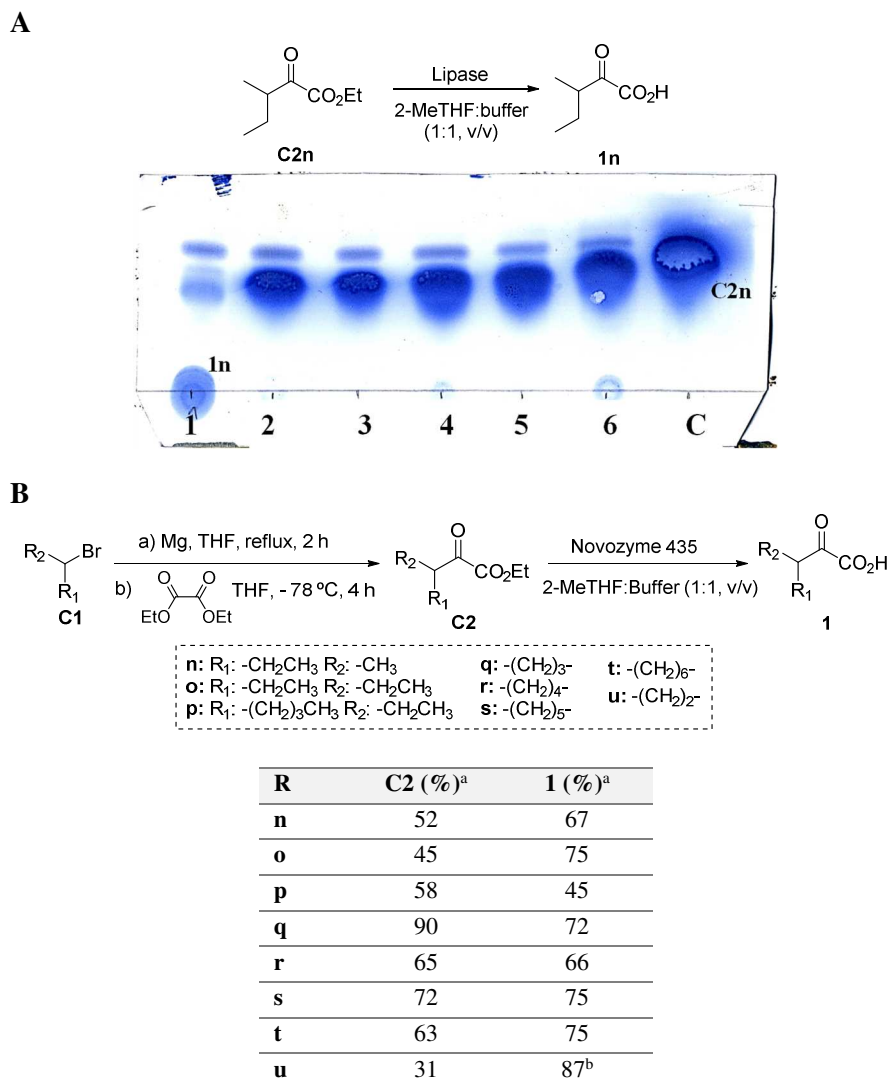 A
O
CO₂Et
C2n
Lipase
2-MeTHF:buffer
(1:1, v/v)
O
CO₂H
1n
C2n
1n
1 2 3 4 5 6 C
B
R₂ Br
R₁
C1
a) Mg, THF, reflux, 2 h
b) O O
EtO OEt
THF, - 78 ºC, 4 h
O
R₂ CO₂Et
R₁
C2
Novozyme 435
2-MeTHF:Buffer (1:1, v/v)
O
R₂ CO₂H
R₁
1
n: R₁: -CH₂CH₃ R₂: -CH₃ q: -(CH₂)₃- t: -(CH₂)₆-
o: -CH₂CH₃ R₂: -CH₂CH₃ r: -(CH₂)₄- u: -(CH₂)₂-
p: R₁: -(CH₂)₃CH₃ R₂: -CH₂CH₃ s: -(CH₂)₅-
R C2 (%)ᵃ 1 (%)ᵃ
n 52 67
o 45 75
p 58 45
q 90 72
r 65 66
s 72 75
t 63 75
u 31 87ᵇ